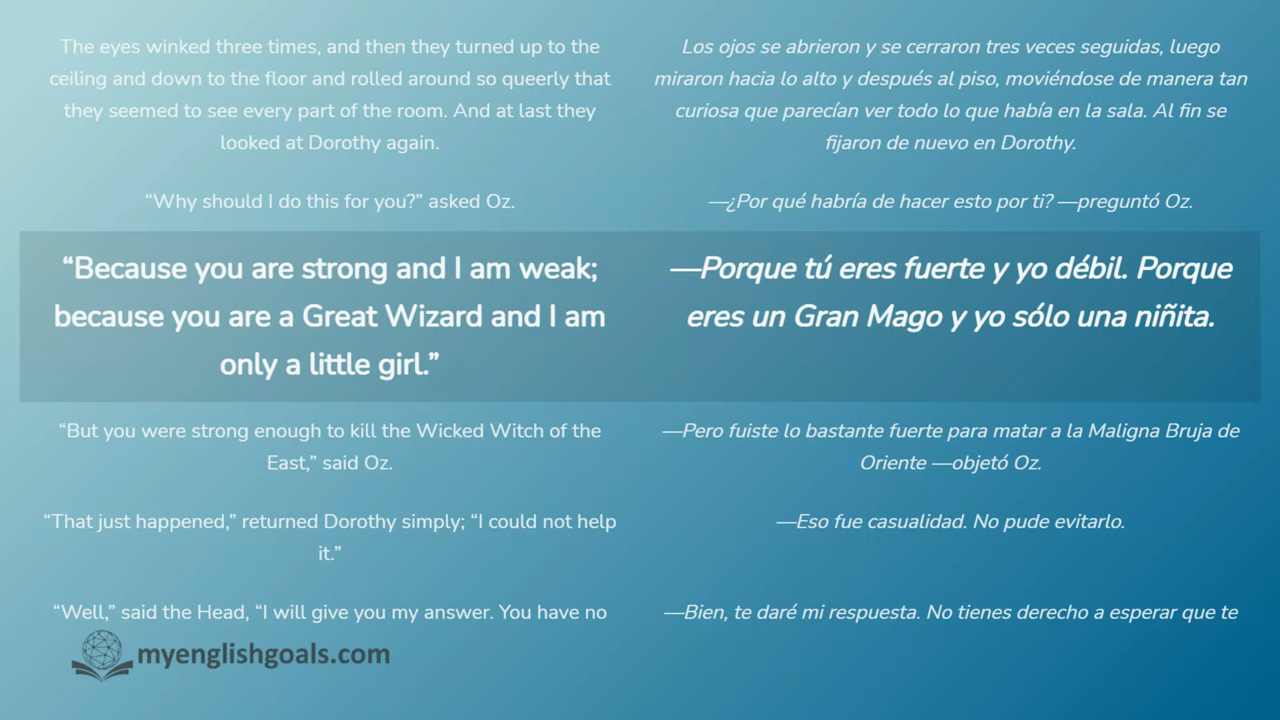 The eyes winked three times, and then they turned up to the
ceiling and down to the floor and rolled around so queerly that
they seemed to see every part of the room. And at last they
looked at Dorothy again.
“Why should I do this for you?” asked Oz.
“Because you are strong and I am weak;
because you are a Great Wizard and I am
only a little girl.”
“But you were strong enough to kill the Wicked Witch of the
East,” said Oz.
“That just happened,” returned Dorothy simply; “I could not help
it.”
“Well,” said the Head, “I will give you my answer. You have no
Los ojos se abrieron y se cerraron tres veces seguidas, luego
miraron hacia lo alto y después al piso, moviéndose de manera tan
curiosa que parecían ver todo lo que había en la sala. Al fin se
fijaron de nuevo en Dorothy.
—¿Por qué habría de hacer esto por ti? —preguntó Oz.
—Porque tú eres fuerte y yo débil. Porque
eres un Gran Mago y yo sólo una niñita.
—Pero fuiste lo bastante fuerte para matar a la Maligna Bruja de
Oriente —objetó Oz.
—Eso fue casualidad. No pude evitarlo.
—Bien, te daré mi respuesta. No tienes derecho a esperar que te
myenglishgoals.com